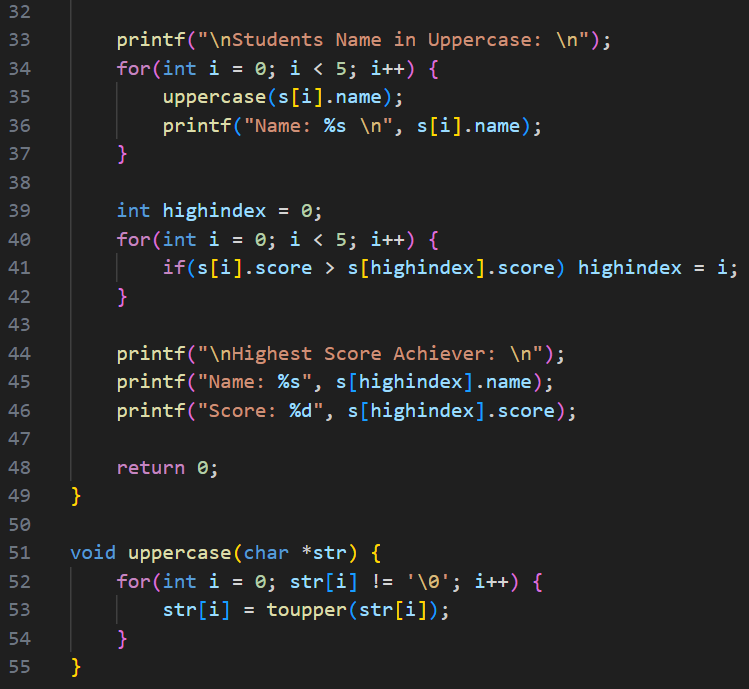 32
33 printf("\nStudents Name in Uppercase: \n");
34 for(int i = 0; i < 5; i++) {
35 uppercase(s[i].name);
36 printf("Name: %s \n", s[i].name);
37 }
38
39 int highindex = 0;
40 for(int i = 0; i < 5; i++) {
41 if(s[i].score > s[highindex].score) highindex = i;
42 }
43
44 printf("\nHighest Score Achiever: \n");
45 printf("Name: %s", s[highindex].name);
46 printf("Score: %d", s[highindex].score);
47
48 return 0;
49 }
50
51 void uppercase(char *str) {
52 for(int i = 0; str[i] != '\0'; i++) {
53 str[i] = toupper(str[i]);
54 }
55 }